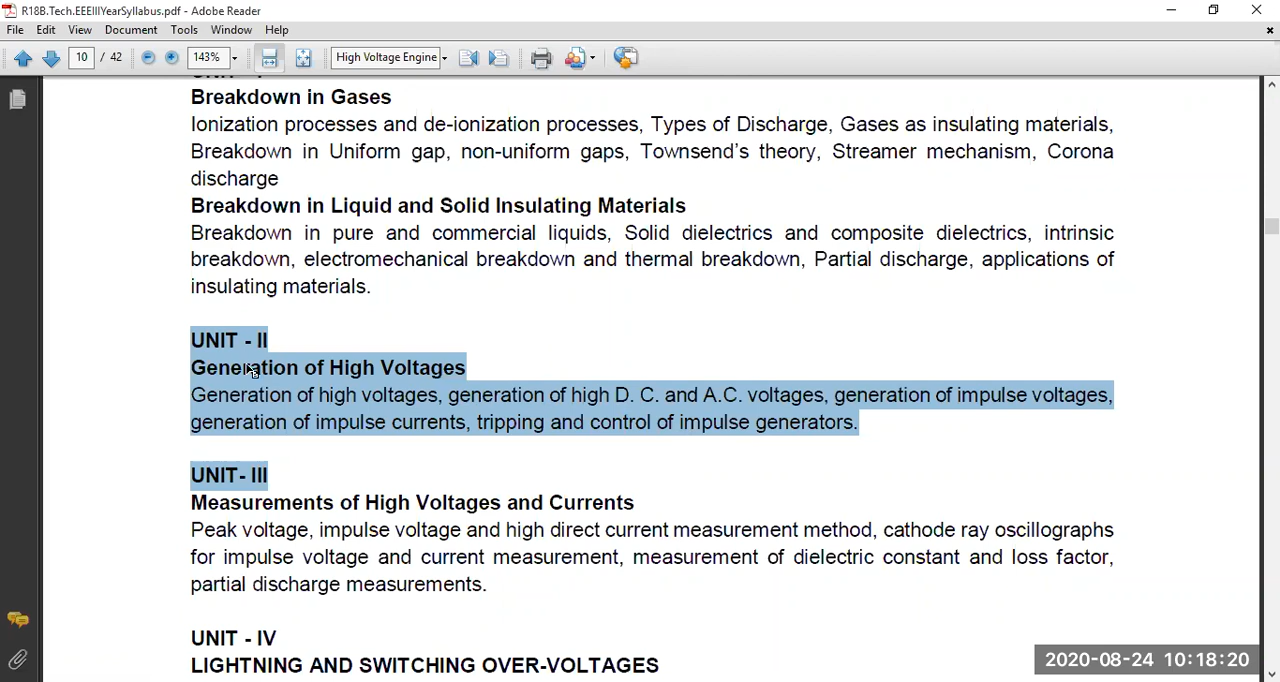 R18B.Tech.EEEIIIYearSyllabus.pdf - Adobe Reader
File Edit View Document Tools Window Help
10 / 42 143% High Voltage Engine
Breakdown in Gases
Ionization processes and de-ionization processes, Types of Discharge, Gases as insulating materials,
Breakdown in Uniform gap, non-uniform gaps, Townsend's theory, Streamer mechanism, Corona
discharge
Breakdown in Liquid and Solid Insulating Materials
Breakdown in pure and commercial liquids, Solid dielectrics and composite dielectrics, intrinsic
breakdown, electromechanical breakdown and thermal breakdown, Partial discharge, applications of
insulating materials.
UNIT - II
Generation of High Voltages
Generation of high voltages, generation of high D. C. and A.C. voltages, generation of impulse voltages,
generation of impulse currents, tripping and control of impulse generators.
UNIT- III
Measurements of High Voltages and Currents
Peak voltage, impulse voltage and high direct current measurement method, cathode ray oscillographs
for impulse voltage and current measurement, measurement of dielectric constant and loss factor,
partial discharge measurements.
UNIT - IV
LIGHTNING AND SWITCHING OVER-VOLTAGES
2020-08-24 10:18:20